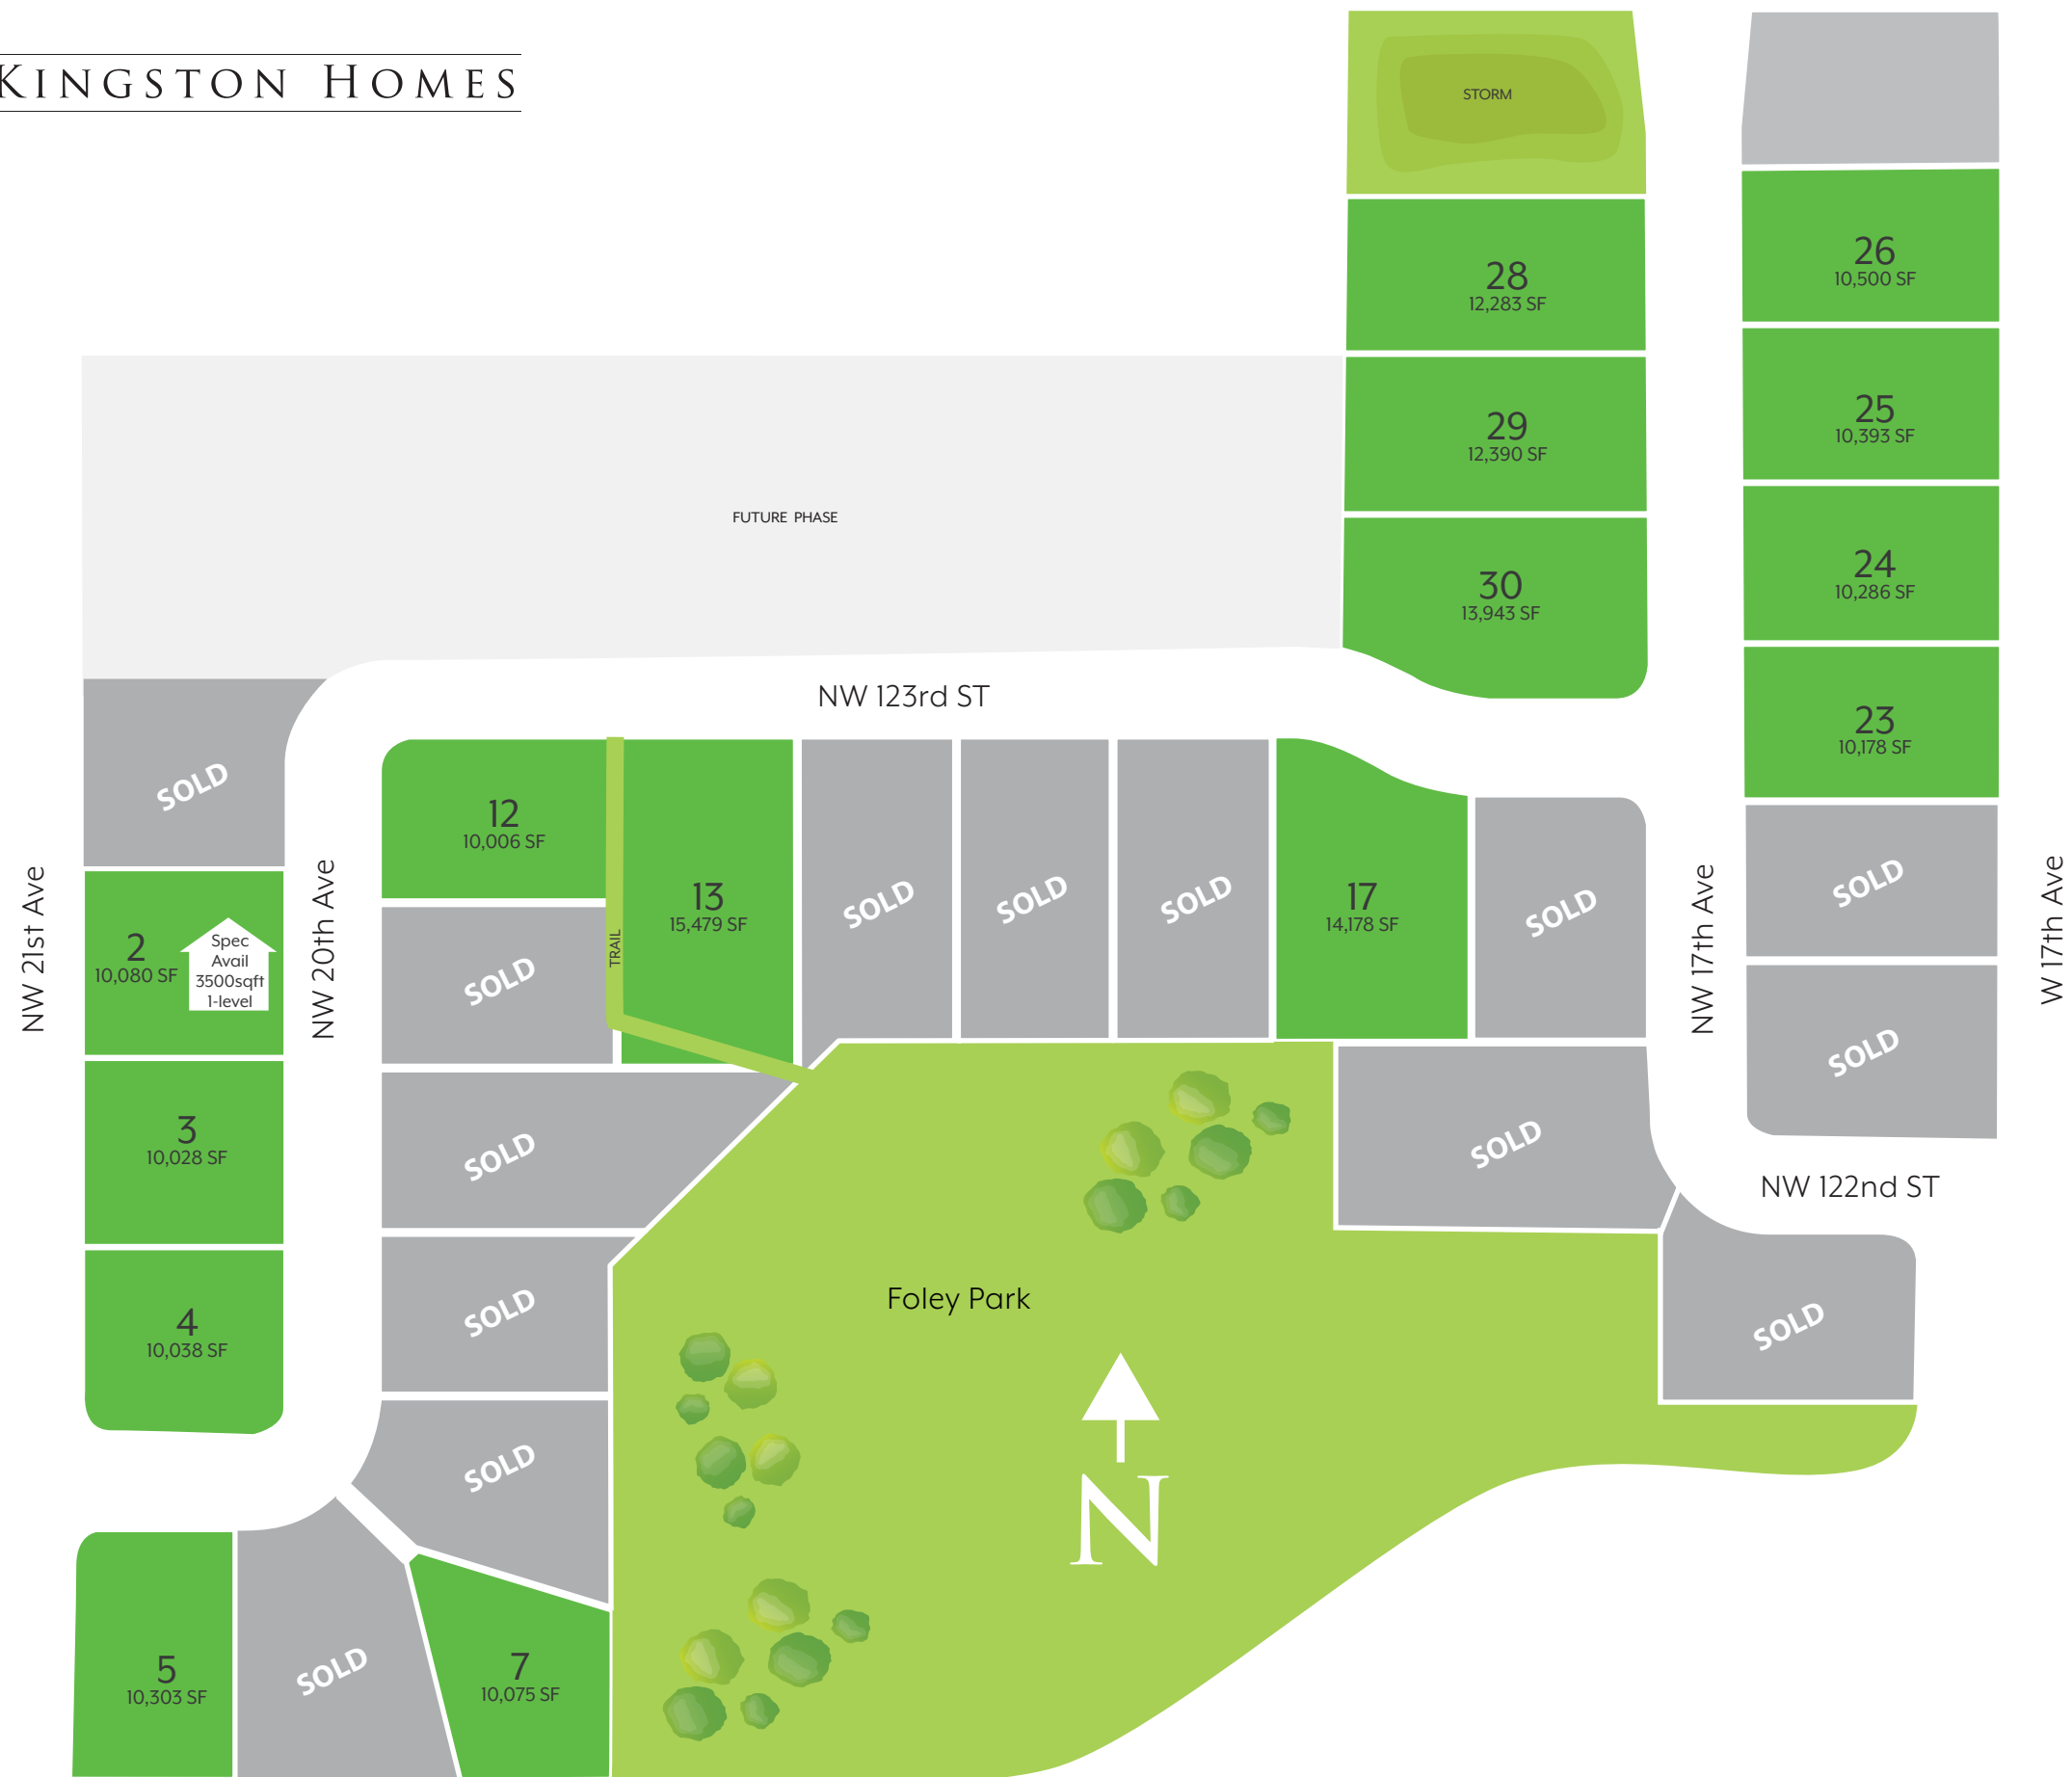 KINGSTON HOMES
STORM
26
10,500 SF
28
12,283 SF
25
10,393 SF
29
12,390 SF
FUTURE PHASE
24
10,286 SF
30
13,943 SF
NW 123rd ST
23
10,178 SF
SOLD
12
10,006 SF
13
15,479 SF
SOLD
SOLD
SOLD
17
14,178 SF
SOLD
SOLD
NW 21st Ave
2
10,080 SF
Spec
Avail
3500sqft
1-level
NW 20th Ave
SOLD
TRAIL
NW 17th Ave
W 17th Ave
SOLD
3
10,028 SF
SOLD
SOLD
NW 122nd ST
4
10,038 SF
SOLD
Foley Park
SOLD
SOLD
N
5
10,303 SF
SOLD
7
10,075 SF